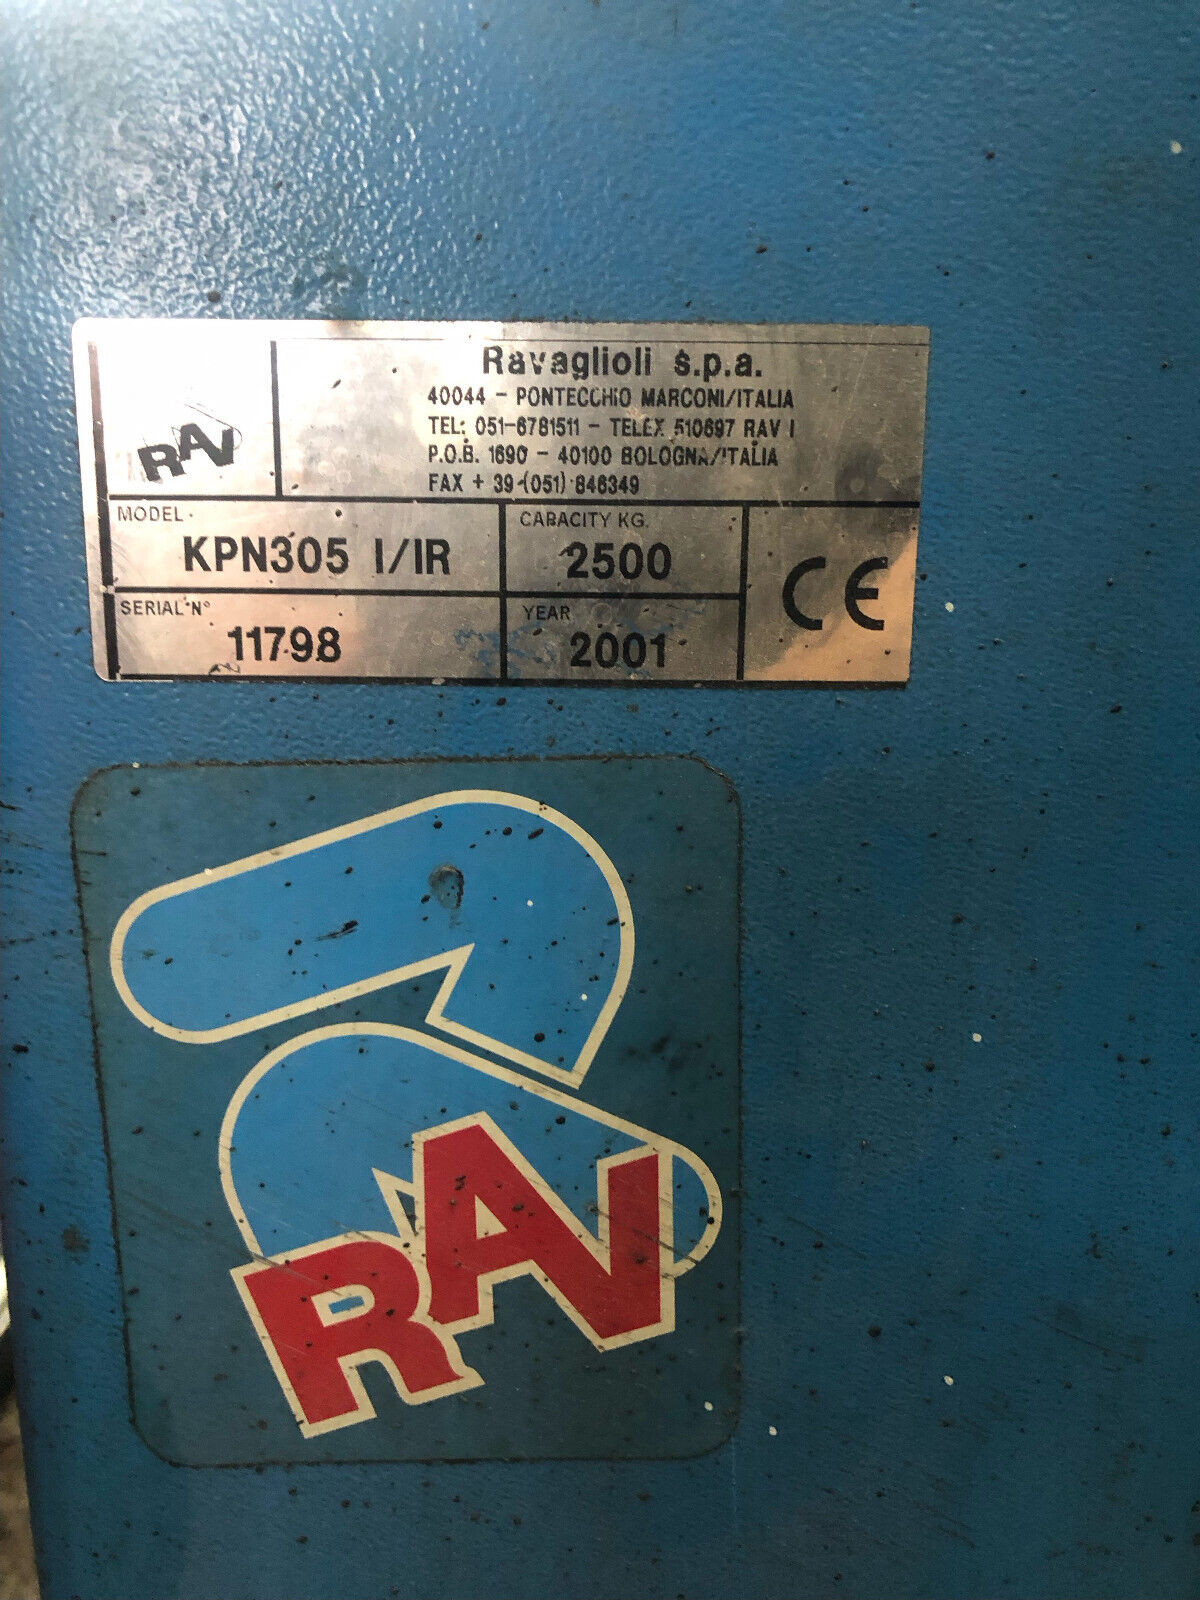 RAV
Ravaglioli s.p.a.
40044 - PONTECCHIO MARCONI/ITALIA
TEL: 051-6781511 - TELEX 510697 RAV I
P.O.B. 1690 - 40100 BOLOGNA/ITALIA
FAX + 39 (051) 846349
MODEL
KPN305 I/IR
CAPACITY KG.
2500
CE
SERIAL N°
11798
YEAR
2001
RAV